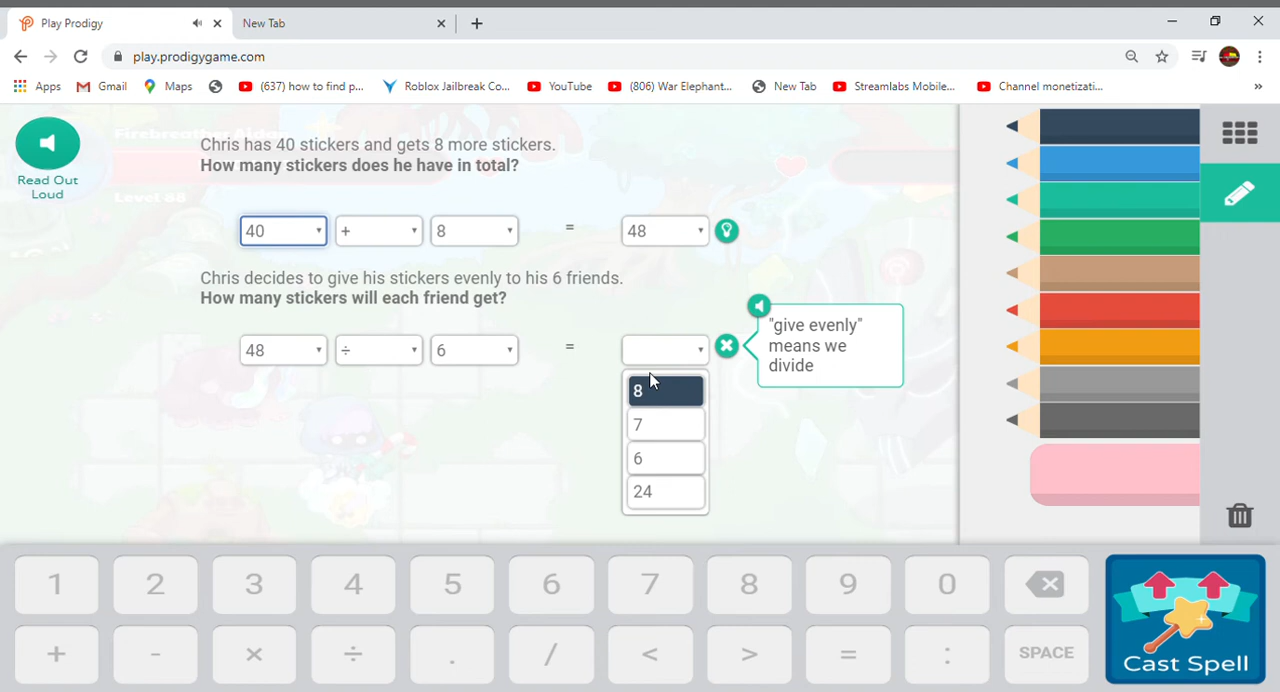 Play Prodigy
New Tab
play.prodigygame.com
Apps
Gmail
Maps
(637) how to find p...
Roblox Jailbreak Co...
YouTube
(806) War Elephant...
New Tab
Streamlabs Mobile...
Channel monetizati...
»
Read Out
Loud
Level 88
Chris has 40 stickers and gets 8 more stickers.
How many stickers does he have in total?
40 + 8 = 48
Chris decides to give his stickers evenly to his 6 friends.
How many stickers will each friend get?
48 ÷ 6 =
"give evenly"
means we
divide
8
7
6
24
1 2 3 4 5 6 7 8 9 0
+ - × ÷ . / < > = : SPACE
Cast Spell